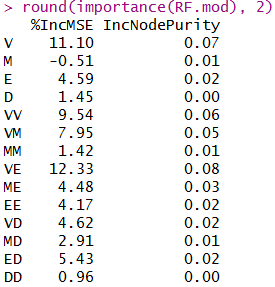 > round(importance(RF.mod), 2)
%IncMSE IncNodePurity
V 11.10 0.07
M -0.51 0.01
E 4.59 0.02
D 1.45 0.00
VV 9.54 0.06
VM 7.95 0.05
MM 1.42 0.01
VE 12.33 0.08
ME 4.48 0.03
EE 4.17 0.02
VD 4.62 0.02
MD 2.91 0.01
ED 5.43 0.02
DD 0.96 0.00